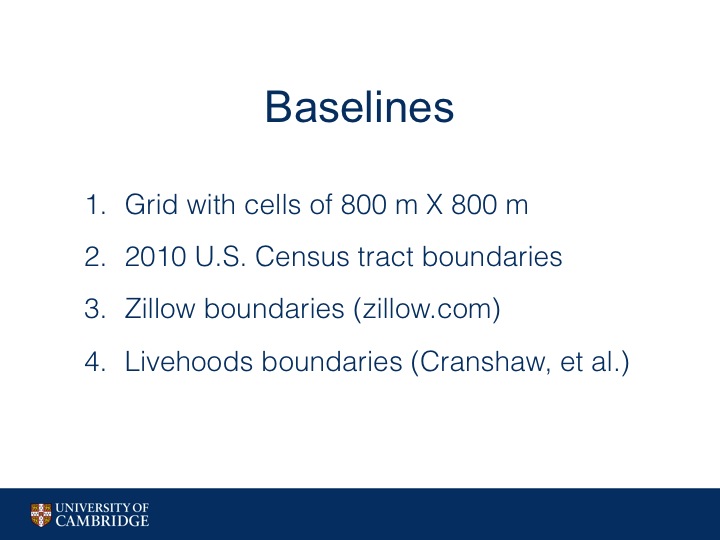 Baselines
1. Grid with cells of 800 m X 800 m
2. 2010 U.S. Census tract boundaries
3. Zillow boundaries (zillow.com)
4. Livehoods boundaries (Cranshaw, et al.)
UNIVERSITY OF
CAMBRIDGE